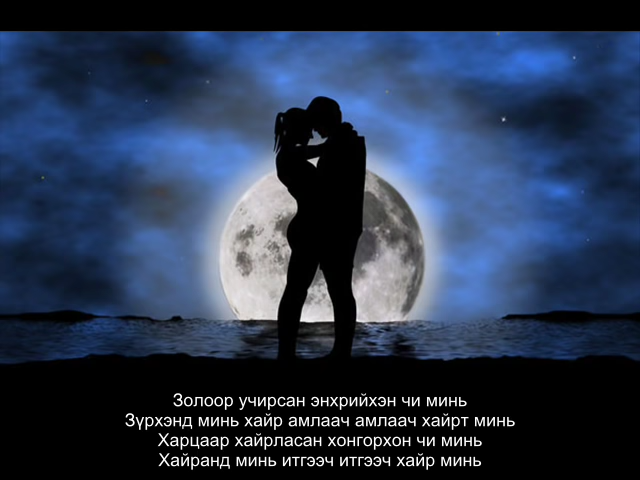 Золоор учирсан энхрийхэн чи минь
Зүрхэнд минь хайр амлаач амлаач хайрт минь
Харцаар хайрласан хонгорхон чи минь
Хайранд минь итгээч итгээч хайр минь